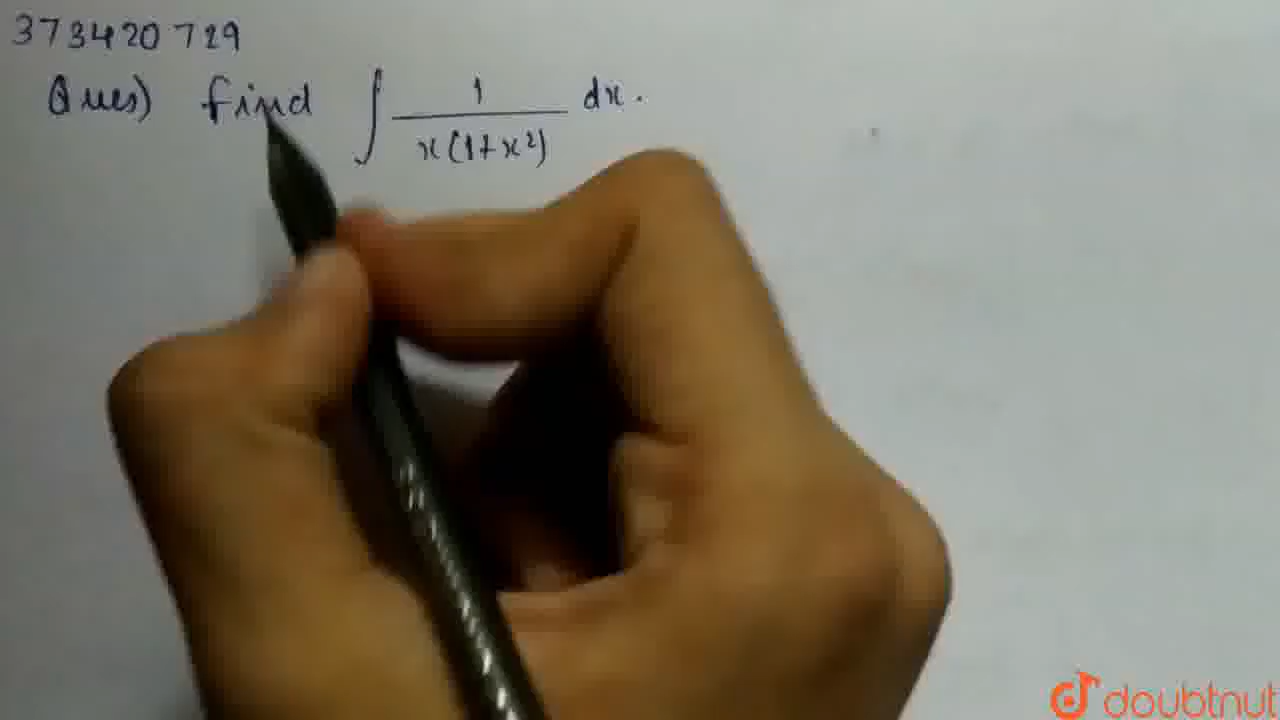 373420729
Ques) find ∫ 1/(x(1+x²)) dx.
doubtnut